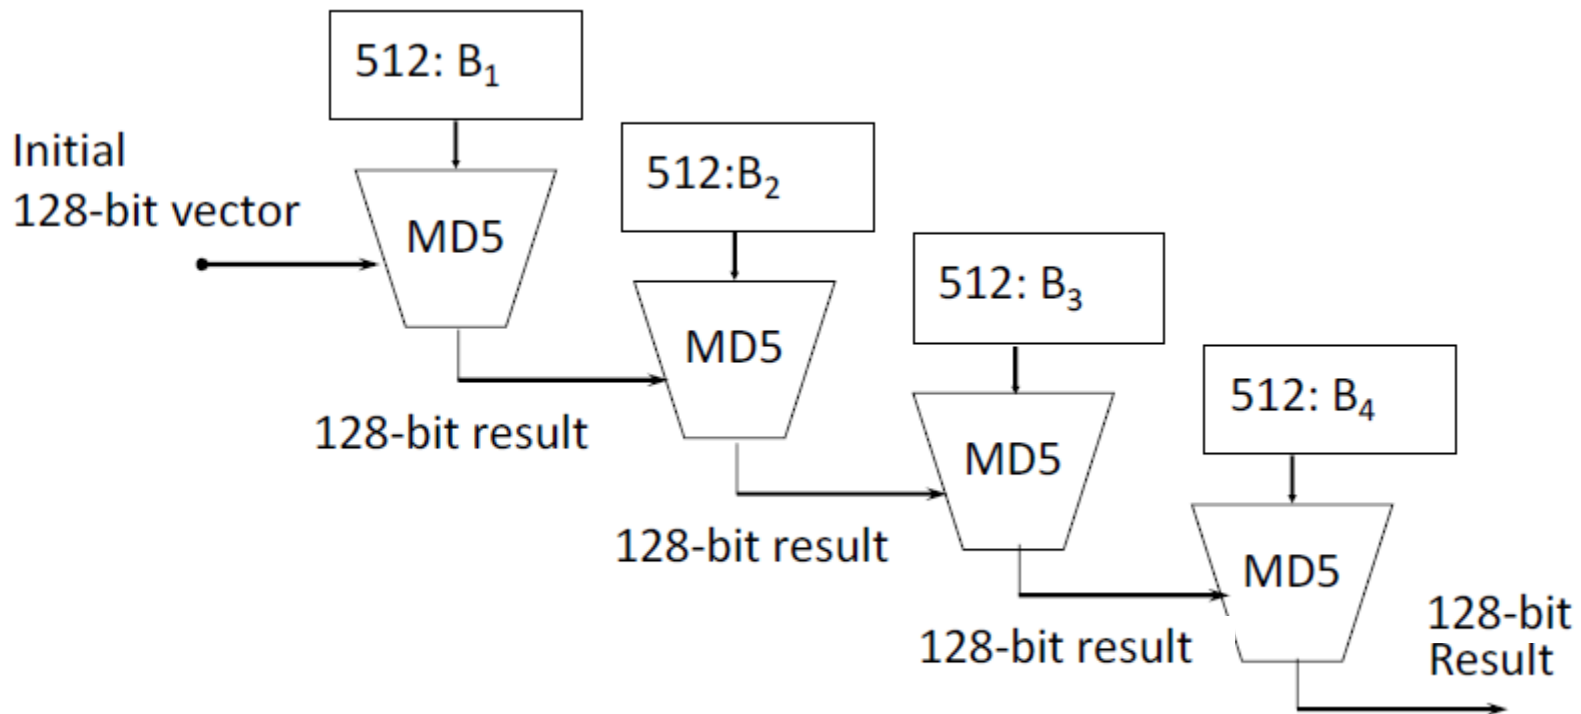 512: B₁
Initial
128-bit vector
MD5
512:B₂
MD5
128-bit result
512: B₃
MD5
128-bit result
512: B₄
MD5
128-bit result
128-bit
Result